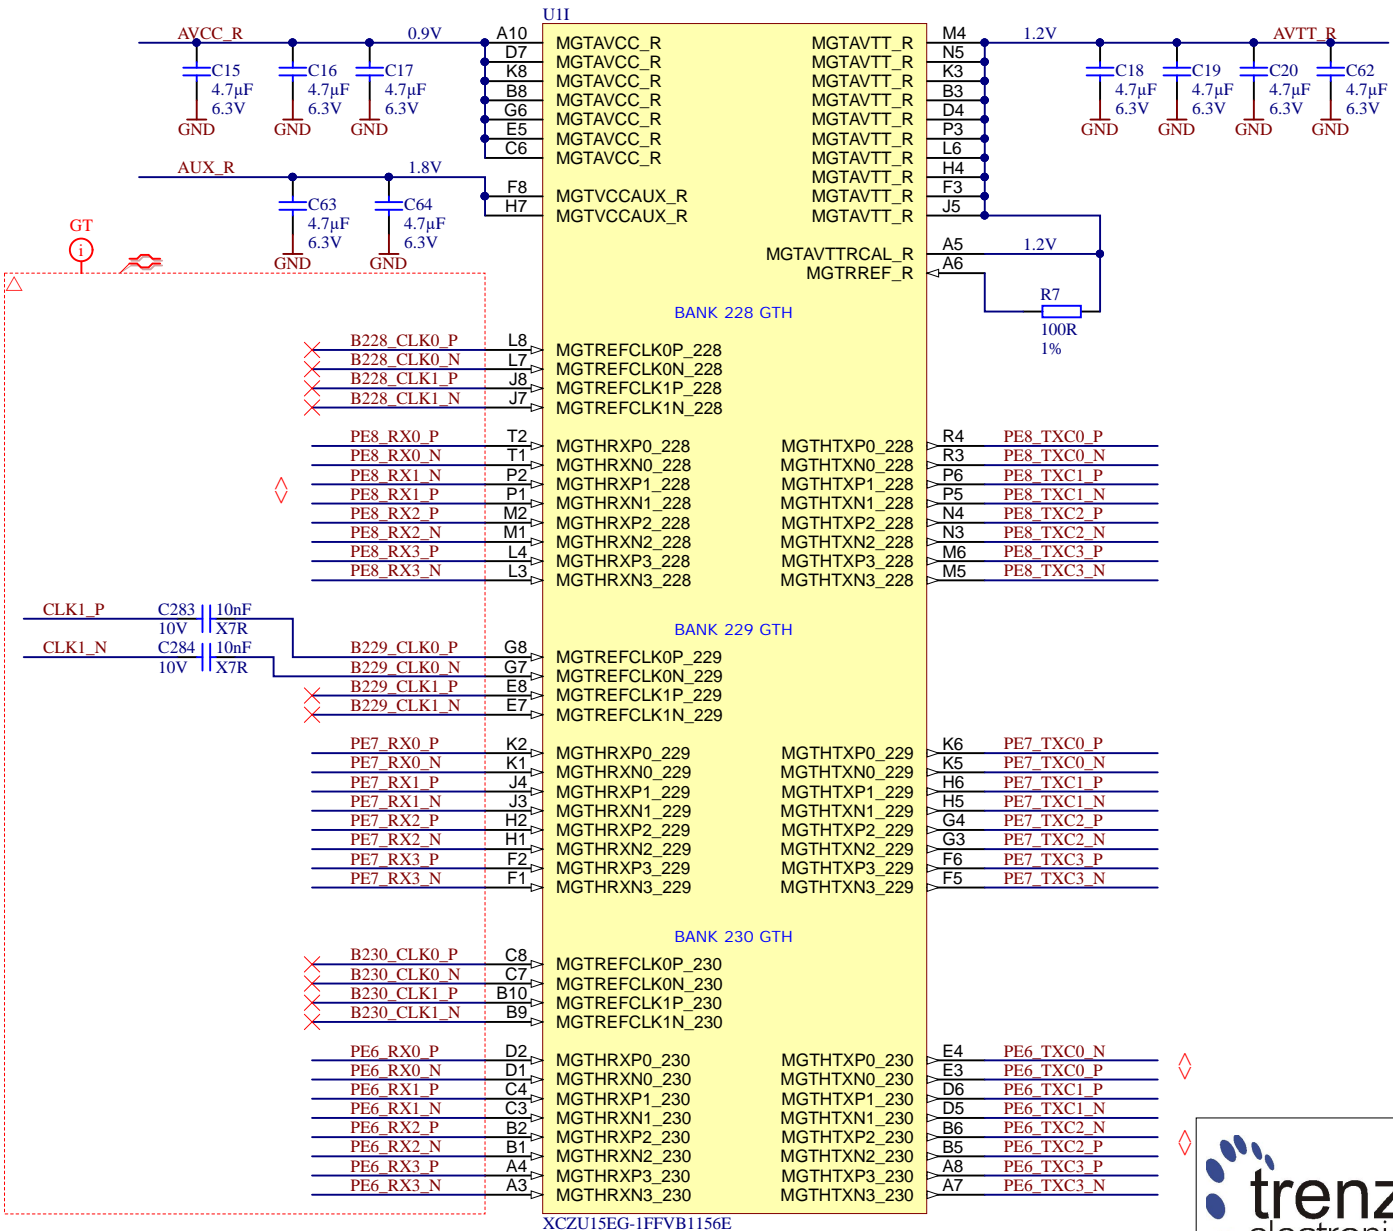 U1I
AVCC_R 0.9V A10 MGTAVCC_R MGTAVTT_R M4 1.2V AVTT_R
D7 MGTAVCC_R MGTAVTT_R N5
K8 MGTAVCC_R MGTAVTT_R K3
B8 MGTAVCC_R MGTAVTT_R B3
G6 MGTAVCC_R MGTAVTT_R D4
E5 MGTAVCC_R MGTAVTT_R P3
C6 MGTAVCC_R MGTAVTT_R L6
MGTAVTT_R H4
F8 MGTVCCAUX_R MGTAVTT_R F3
H7 MGTVCCAUX_R MGTAVTT_R J5
C15 4.7µF 6.3V GND
C16 4.7µF 6.3V GND
C17 4.7µF 6.3V GND
C18 4.7µF 6.3V GND
C19 4.7µF 6.3V GND
C20 4.7µF 6.3V GND
C62 4.7µF 6.3V GND
AUX_R 1.8V
C63 4.7µF 6.3V GND
C64 4.7µF 6.3V GND
GT
i
MGTAVTTRCAL_R A5 1.2V
MGTRREF_R A6
R7
100R
1%
BANK 228 GTH
B228_CLK0_P L8 MGTREFCLK0P_228
B228_CLK0_N L7 MGTREFCLK0N_228
B228_CLK1_P J8 MGTREFCLK1P_228
B228_CLK1_N J7 MGTREFCLK1N_228
PE8_RX0_P T2 MGTHRXP0_228 MGTHTXP0_228 R4 PE8_TXC0_P
PE8_RX0_N T1 MGTHRXN0_228 MGTHTXN0_228 R3 PE8_TXC0_N
PE8_RX1_N P2 MGTHRXP1_228 MGTHTXP1_228 P6 PE8_TXC1_P
PE8_RX1_P P1 MGTHRXN1_228 MGTHTXN1_228 P5 PE8_TXC1_N
PE8_RX2_P M2 MGTHRXP2_228 MGTHTXP2_228 N4 PE8_TXC2_P
PE8_RX2_N M1 MGTHRXN2_228 MGTHTXN2_228 N3 PE8_TXC2_N
PE8_RX3_P L4 MGTHRXP3_228 MGTHTXP3_228 M6 PE8_TXC3_P
PE8_RX3_N L3 MGTHRXN3_228 MGTHTXN3_228 M5 PE8_TXC3_N
CLK1_P C283 10nF
10V X7R
CLK1_N C284 10nF
10V X7R
BANK 229 GTH
B229_CLK0_P G8 MGTREFCLK0P_229
B229_CLK0_N G7 MGTREFCLK0N_229
B229_CLK1_P E8 MGTREFCLK1P_229
B229_CLK1_N E7 MGTREFCLK1N_229
PE7_RX0_P K2 MGTHRXP0_229 MGTHTXP0_229 K6 PE7_TXC0_P
PE7_RX0_N K1 MGTHRXN0_229 MGTHTXN0_229 K5 PE7_TXC0_N
PE7_RX1_P J4 MGTHRXP1_229 MGTHTXP1_229 H6 PE7_TXC1_P
PE7_RX1_N J3 MGTHRXN1_229 MGTHTXN1_229 H5 PE7_TXC1_N
PE7_RX2_P H2 MGTHRXP2_229 MGTHTXP2_229 G4 PE7_TXC2_P
PE7_RX2_N H1 MGTHRXN2_229 MGTHTXN2_229 G3 PE7_TXC2_N
PE7_RX3_P F2 MGTHRXP3_229 MGTHTXP3_229 F6 PE7_TXC3_P
PE7_RX3_N F1 MGTHRXN3_229 MGTHTXN3_229 F5 PE7_TXC3_N
BANK 230 GTH
B230_CLK0_P C8 MGTREFCLK0P_230
B230_CLK0_N C7 MGTREFCLK0N_230
B230_CLK1_P B10 MGTREFCLK1P_230
B230_CLK1_N B9 MGTREFCLK1N_230
PE6_RX0_P D2 MGTHRXP0_230 MGTHTXP0_230 E4 PE6_TXC0_N
PE6_RX0_N D1 MGTHRXN0_230 MGTHTXN0_230 E3 PE6_TXC0_P
PE6_RX1_P C4 MGTHRXP1_230 MGTHTXP1_230 D6 PE6_TXC1_P
PE6_RX1_N C3 MGTHRXN1_230 MGTHTXN1_230 D5 PE6_TXC1_N
PE6_RX2_P B2 MGTHRXP2_230 MGTHTXP2_230 B6 PE6_TXC2_N
PE6_RX2_N B1 MGTHRXN2_230 MGTHTXN2_230 B5 PE6_TXC2_P
PE6_RX3_P A4 MGTHRXP3_230 MGTHTXP3_230 A8 PE6_TXC3_P
PE6_RX3_N A3 MGTHRXN3_230 MGTHTXN3_230 A7 PE6_TXC3_N
XCZU15EG-1FFVB1156E
trenz